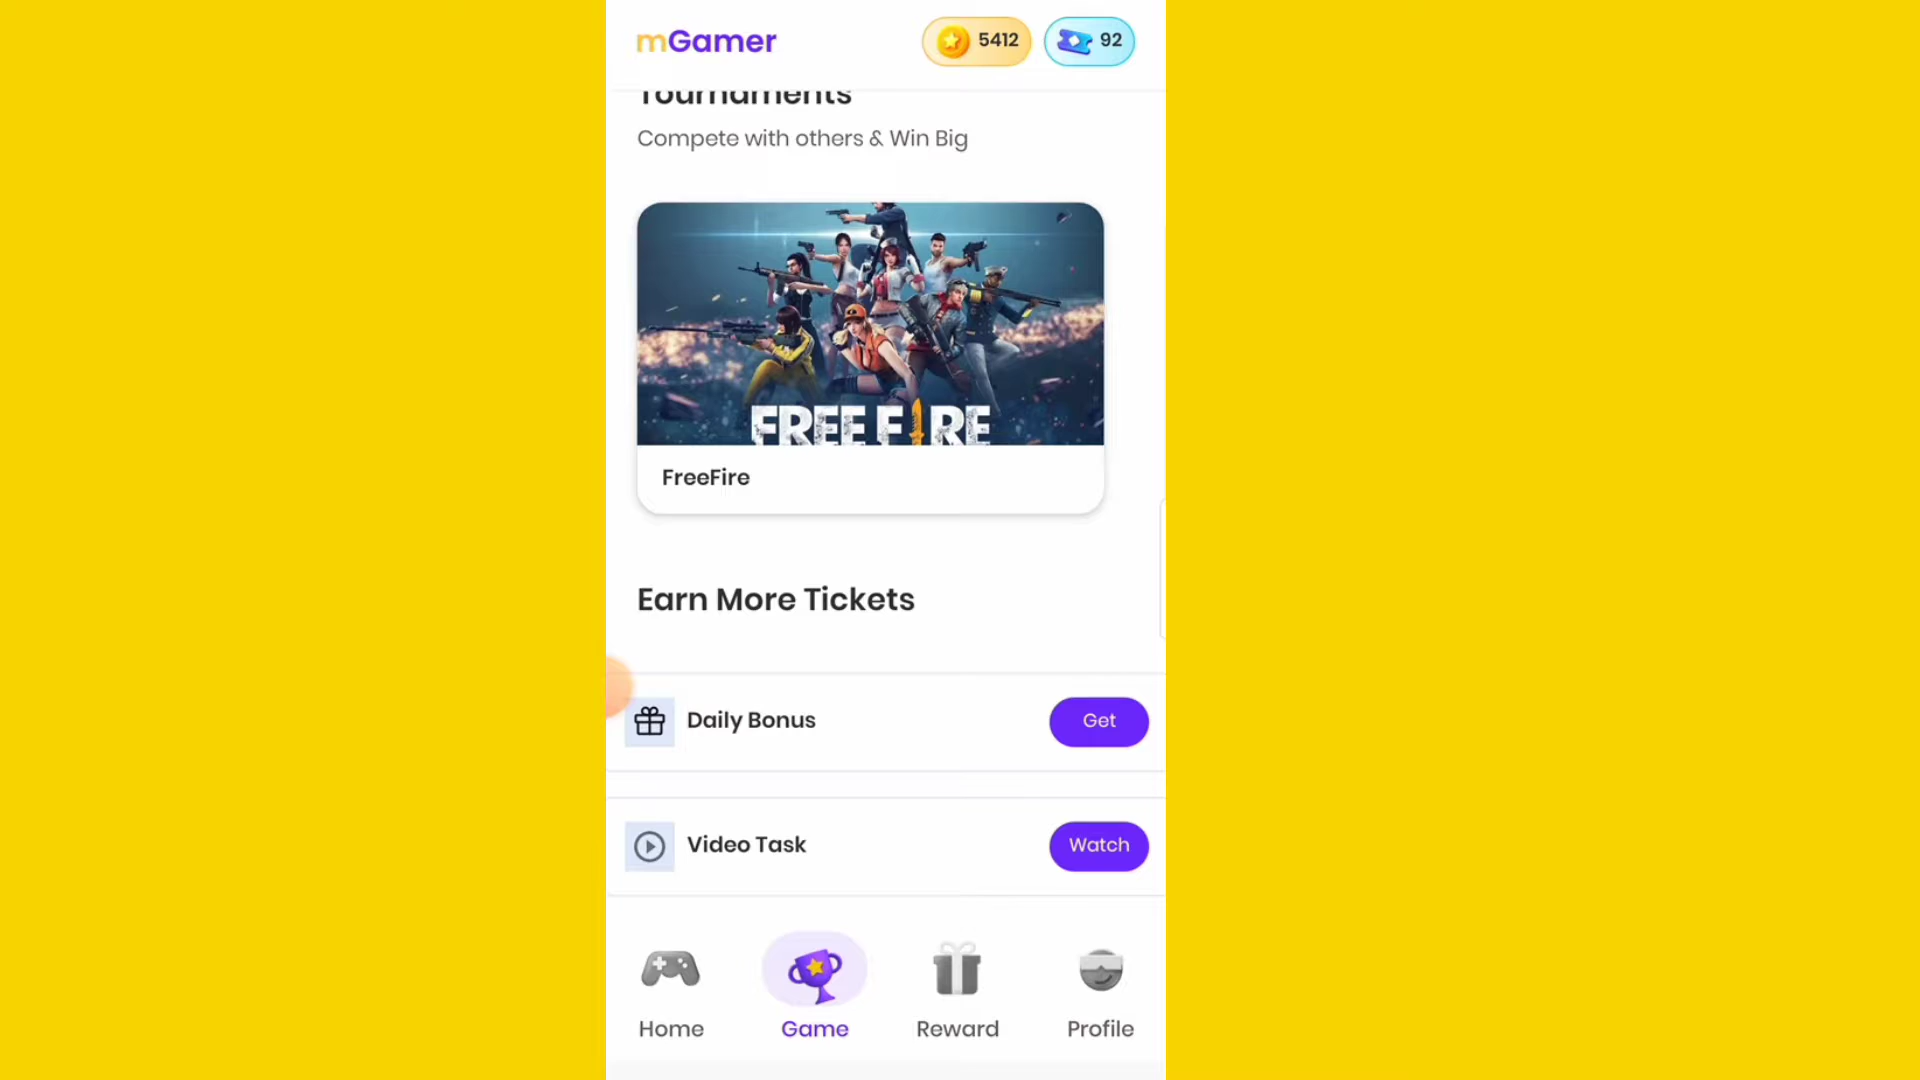 mGamer
5412
92
Tournaments
Compete with others & Win Big
FREE FIRE
FreeFire
Earn More Tickets
Daily Bonus
Get
Video Task
Watch
Home
Game
Reward
Profile